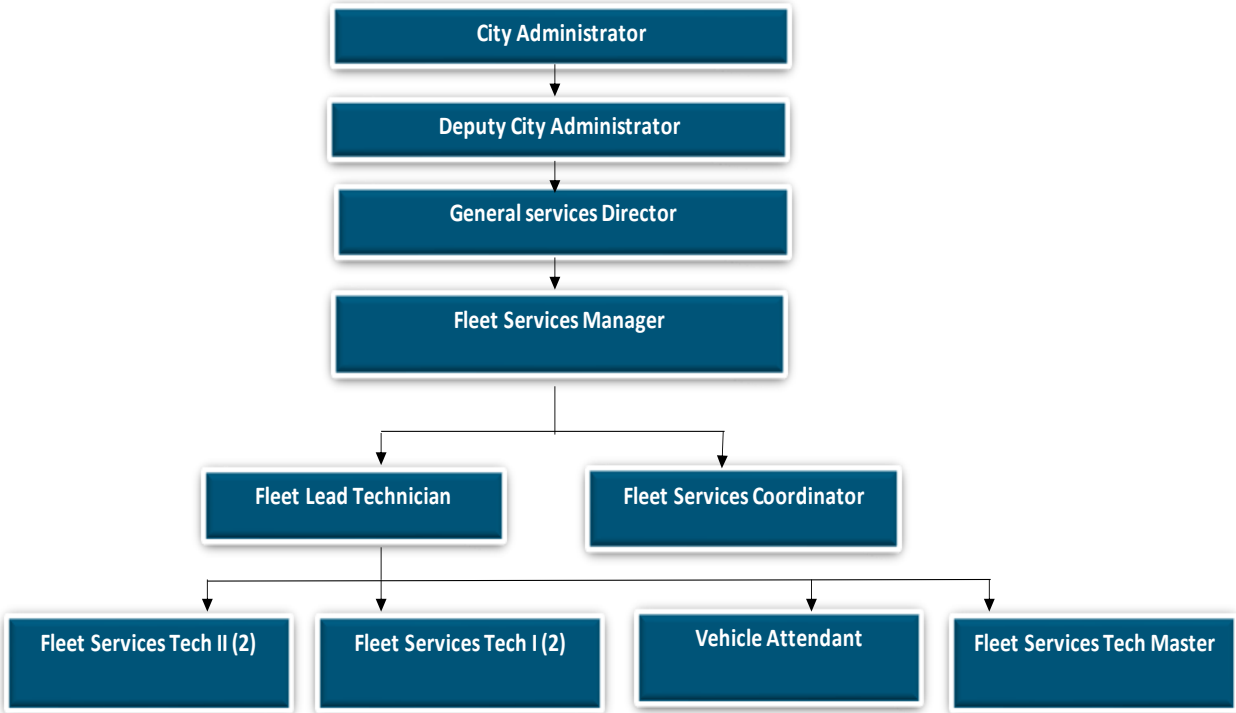 City Administrator
Deputy City Administrator
General services Director
Fleet Services Manager
Fleet Lead Technician
Fleet Services Coordinator
Fleet Services Tech II (2)
Fleet Services Tech I (2)
Vehicle Attendant
Fleet Services Tech Master